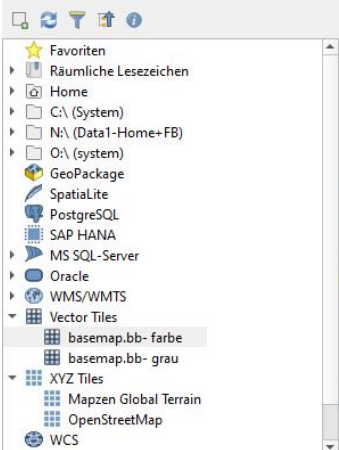 Favoriten
Räumliche Lesezeichen
Home
C:\ (System)
N:\ (Data1-Home+FB)
O:\ (system)
GeoPackage
SpatiaLite
PostgreSQL
SAP HANA
MS SQL-Server
Oracle
WMS/WMTS
Vector Tiles
basemap.bb- farbe
basemap.bb- grau
XYZ Tiles
Mapzen Global Terrain
OpenStreetMap
WCS